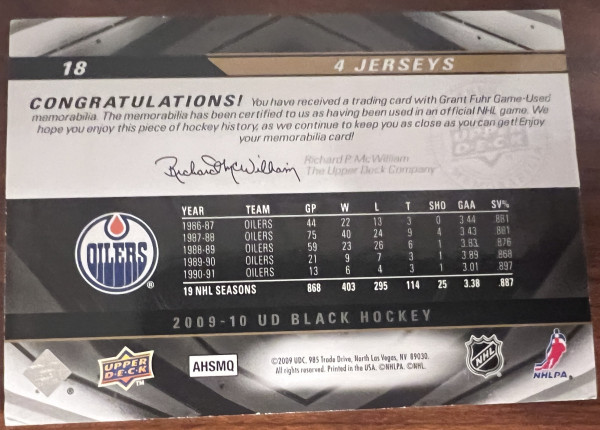 18
4 JERSEYS
CONGRATULATIONS! You have received a trading card with Grant Fuhr Game-Used
memorabilia. The memorabilia has been certified to us as having been used in an official NHL game. We
hope you enjoy this piece of hockey history, as we continue to keep you as close as you can get! Enjoy
your memorabilia card!
Richard P. McWilliam
Richard P. McWilliam
The Upper Deck Company
YEAR TEAM GP W L T SHO GAA SV%
1986-87 OILERS 44 22 13 3 0 3.44 .881
1987-88 OILERS 75 40 24 9 4 3.43 .881
1988-89 OILERS 59 23 26 6 1 3.83 .876
1989-90 OILERS 21 9 7 3 1 3.89 .868
1990-91 OILERS 13 6 4 3 1 3.01 .897
19 NHL SEASONS 868 403 295 114 25 3.38 .887
OILERS
®
2009-10 UD BLACK HOCKEY
UPPER
DECK
TM
AHSMQ
©2009 UDC. 985 Trade Drive, North Las Vegas, NV 89030.
All rights reserved. Printed in the USA. ©NHLPA. ©NHL.
NHL
®
NHLPA